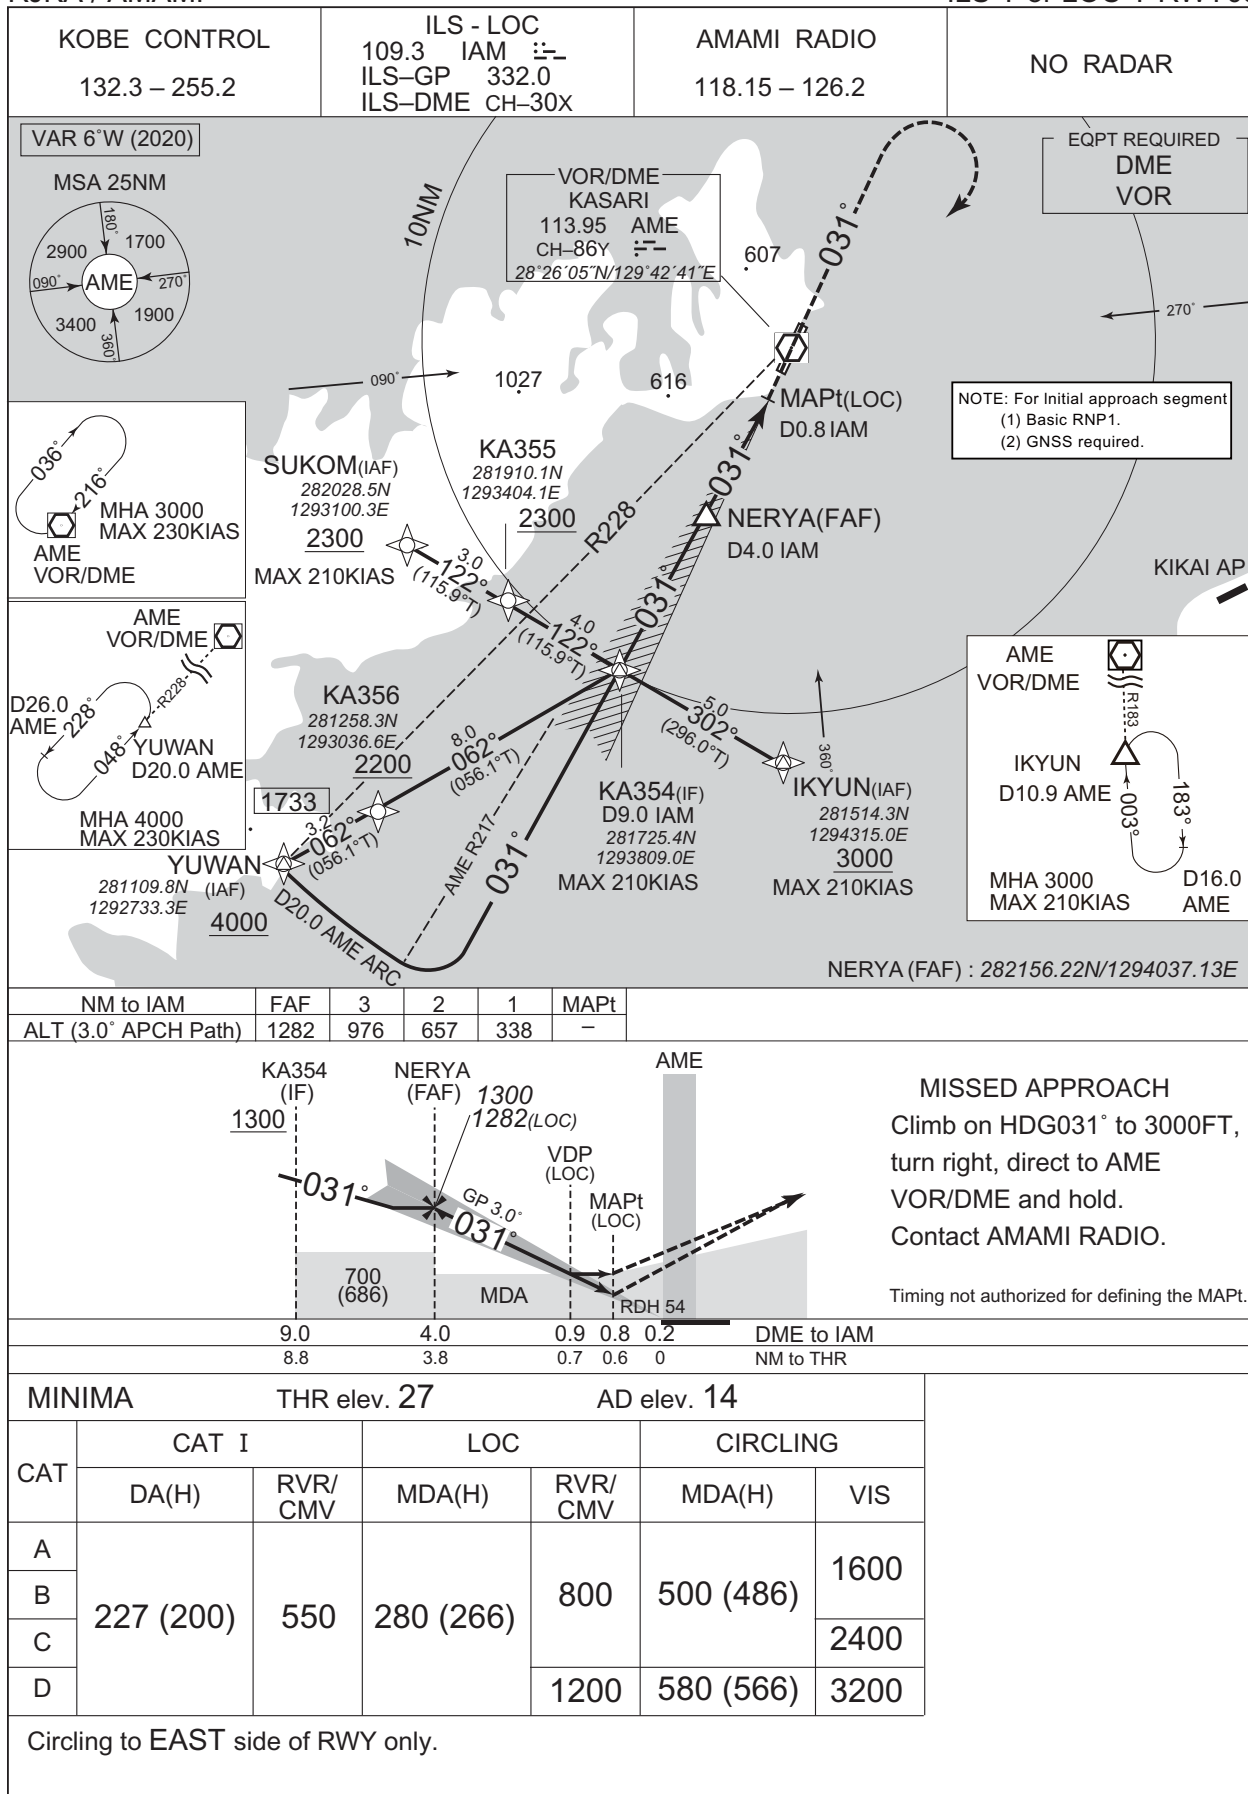 KOBE CONTROL
132.3 – 255.2
ILS - LOC
109.3 IAM
ILS–GP 332.0
ILS–DME CH–30X
AMAMI RADIO
118.15 – 126.2
NO RADAR
VAR 6°W (2020)
MSA 25NM
180°
2900
1700
090°
AME
270°
3400
1900
360°
10NM
VOR/DME
KASARI
113.95 AME
CH–86Y
28°26′05″N/129°42′41″E
607
031°
EQPT REQUIRED
DME
VOR
270°
090°
1027
616
MAPt(LOC)
D0.8 IAM
NOTE: For Initial approach segment
(1) Basic RNP1.
(2) GNSS required.
036°
216°
MHA 3000
MAX 230KIAS
AME
VOR/DME
SUKOM(IAF)
282028.5N
1293100.3E
2300
MAX 210KIAS
KA355
281910.1N
1293404.1E
2300
R228
031°
NERYA(FAF)
D4.0 IAM
3.0
122°
(115.9°T)
4.0
122°
(115.9°T)
031°
KIKAI AP
AME
VOR/DME
R228
D26.0
AME
228°
048°
YUWAN
D20.0 AME
MHA 4000
MAX 230KIAS
KA356
281258.3N
1293036.6E
2200
8.0
062°
(056.1°T)
5.0
302°
(296.0°T)
360°
1733
3.2
062°
(056.1°T)
YUWAN
(IAF)
281109.8N
1292733.3E
4000
D20.0 AME ARC
AME R217
031°
KA354(IF)
D9.0 IAM
281725.4N
1293809.0E
MAX 210KIAS
IKYUN(IAF)
281514.3N
1294315.0E
3000
MAX 210KIAS
AME
VOR/DME
R183
IKYUN
D10.9 AME
003°
183°
MHA 3000
MAX 210KIAS
D16.0
AME
NERYA (FAF) : 282156.22N/1294037.13E
NM to IAM FAF 3 2 1 MAPt
ALT (3.0° APCH Path) 1282 976 657 338 –
KA354
(IF)
1300
NERYA
(FAF)
1300
1282(LOC)
AME
VDP
(LOC)
MAPt
(LOC)
031°
GP 3.0°
031°
700
(686)
MDA
RDH 54
9.0 4.0 0.9 0.8 0.2 DME to IAM
8.8 3.8 0.7 0.6 0 NM to THR
MISSED APPROACH
Climb on HDG031° to 3000FT,
turn right, direct to AME
VOR/DME and hold.
Contact AMAMI RADIO.
Timing not authorized for defining the MAPt.
MINIMA THR elev. 27 AD elev. 14
CAT CAT I LOC CIRCLING
DA(H) RVR/CMV MDA(H) RVR/CMV MDA(H) VIS
A
B
C
D
227 (200) 550 280 (266) 800 500 (486) 1600
2400
1200 580 (566) 3200
Circling to EAST side of RWY only.